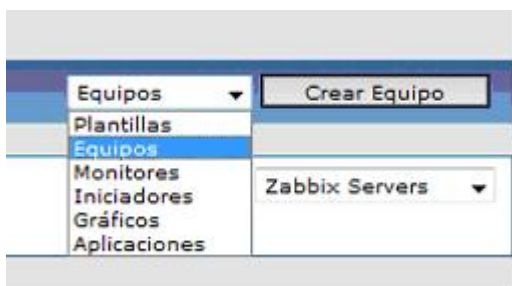 Equipos
Crear Equipo
Plantillas
Equipos
Monitores
Iniciadores
Gráficos
Aplicaciones
Zabbix Servers